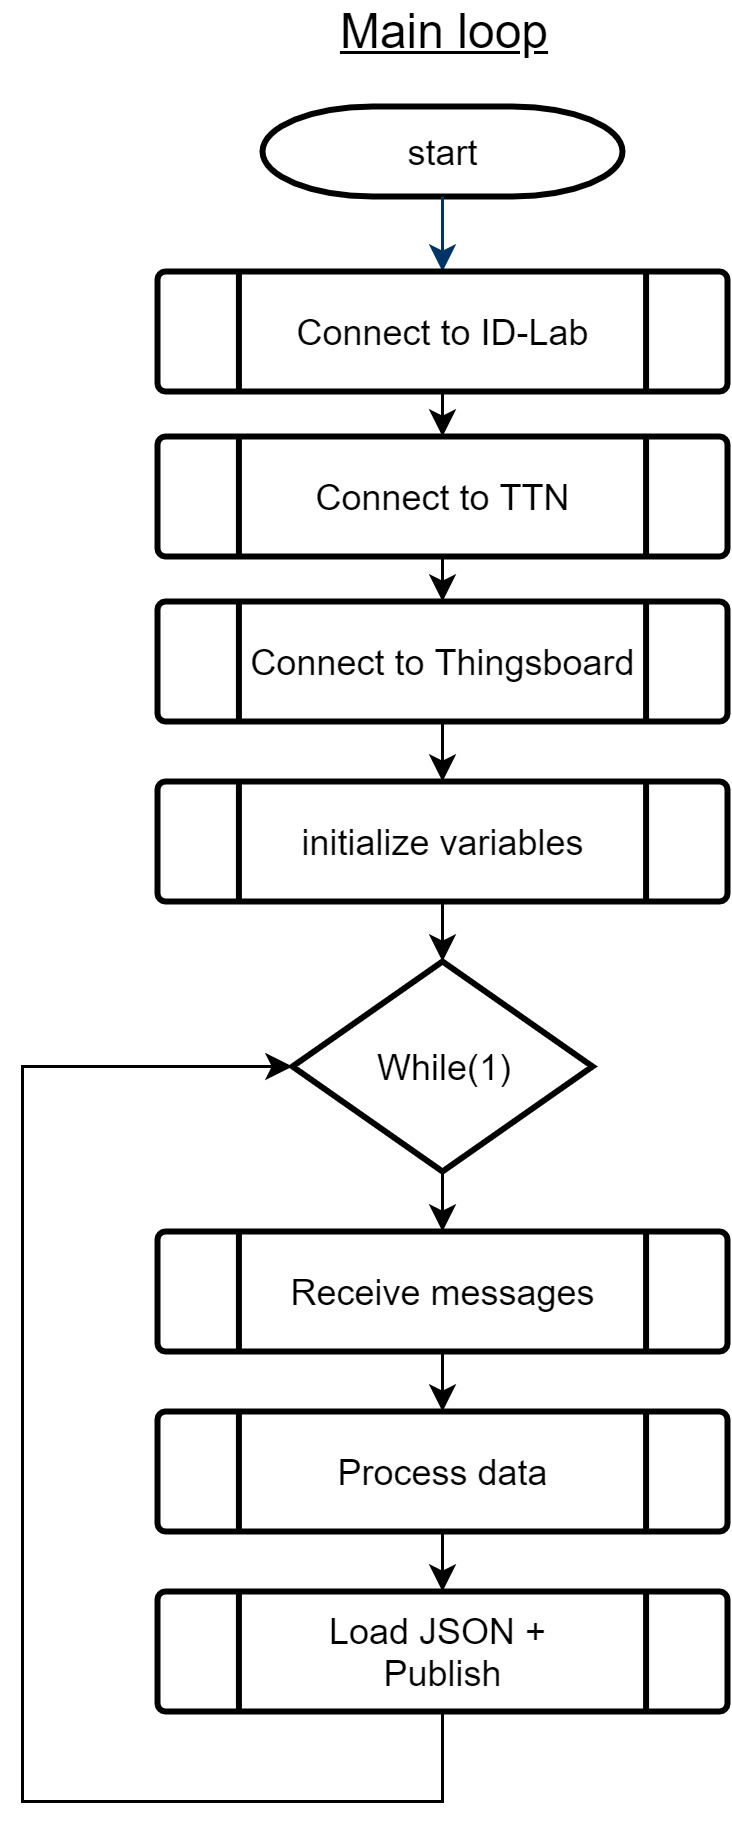 Main loop
start
Connect to ID-Lab
Connect to TTN
Connect to Thingsboard
initialize variables
While(1)
Receive messages
Process data
Load JSON +
Publish